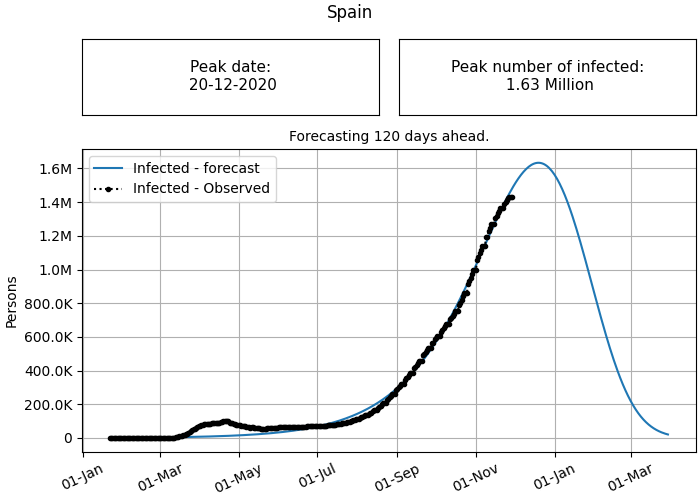 Spain
Peak date:
20-12-2020
Peak number of infected:
1.63 Million
Forecasting 120 days ahead.
Infected - forecast
Infected - Observed
Persons
1.6M
1.4M
1.2M
1.0M
800.0K
600.0K
400.0K
200.0K
0
01-Jan
01-Mar
01-May
01-Jul
01-Sep
01-Nov
01-Jan
01-Mar